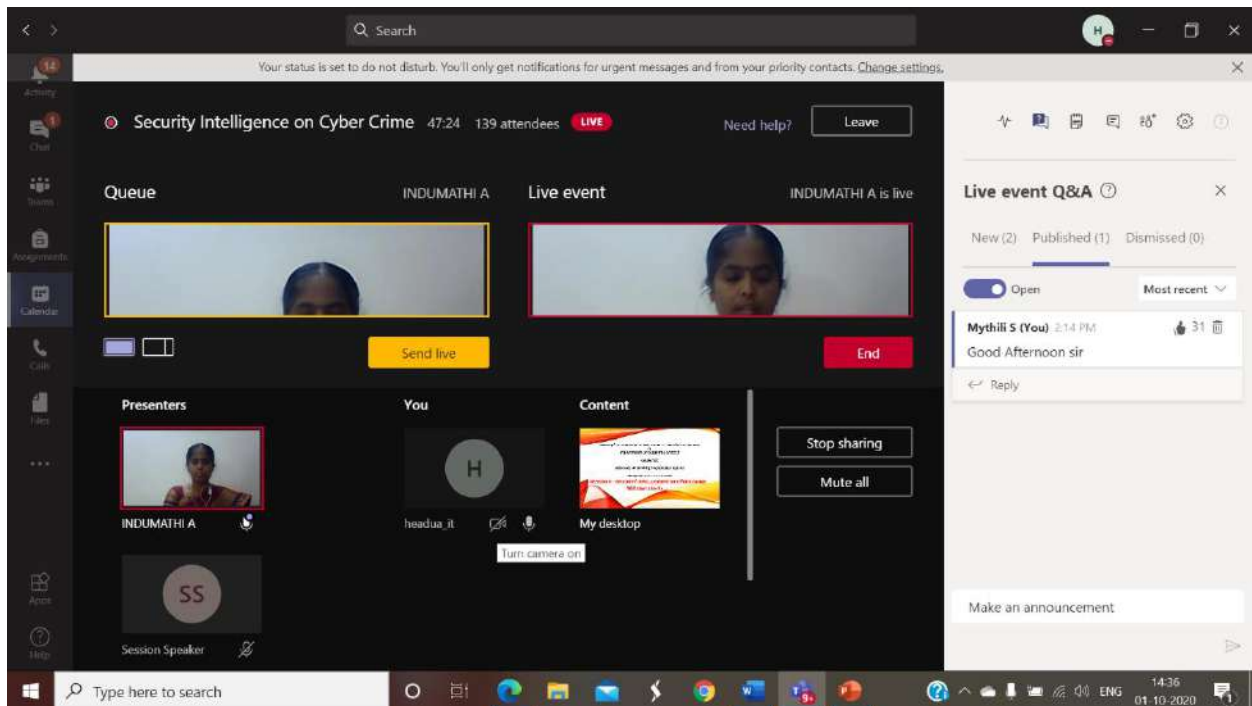 Search
H
Your status is set to do not disturb. You'll only get notifications for urgent messages and from your priority contacts. Change settings.
14
Activity
1
Chat
Teams
Assignments
Calendar
Calls
Files
Apps
Help
Security Intelligence on Cyber Crime 47:24 139 attendees LIVE
Need help? Leave
Queue INDUMATHI A
Live event INDUMATHI A is live
Send live
End
Presenters
You
Content
H
Stop sharing
Mute all
INDUMATHI A
headua_it
My desktop
Turn camera on
SS
Session Speaker
Live event Q&A
New (2) Published (1) Dismissed (0)
Open Most recent
Mythili S (You) 2:14 PM 31
Good Afternoon sir
Reply
Make an announcement
Type here to search
9+
ENG
14:36
01-10-2020
1